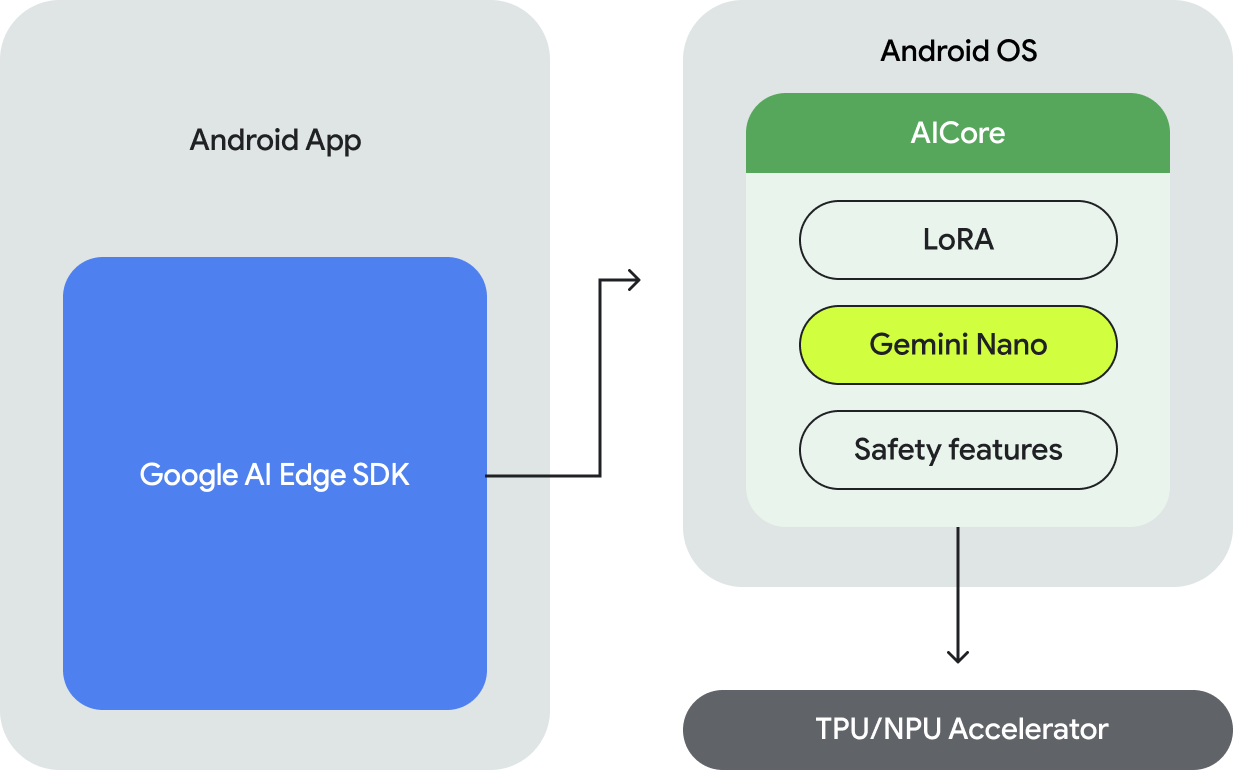 Android App
Google AI Edge SDK
Android OS
AICore
LoRA
Gemini Nano
Safety features
TPU/NPU Accelerator